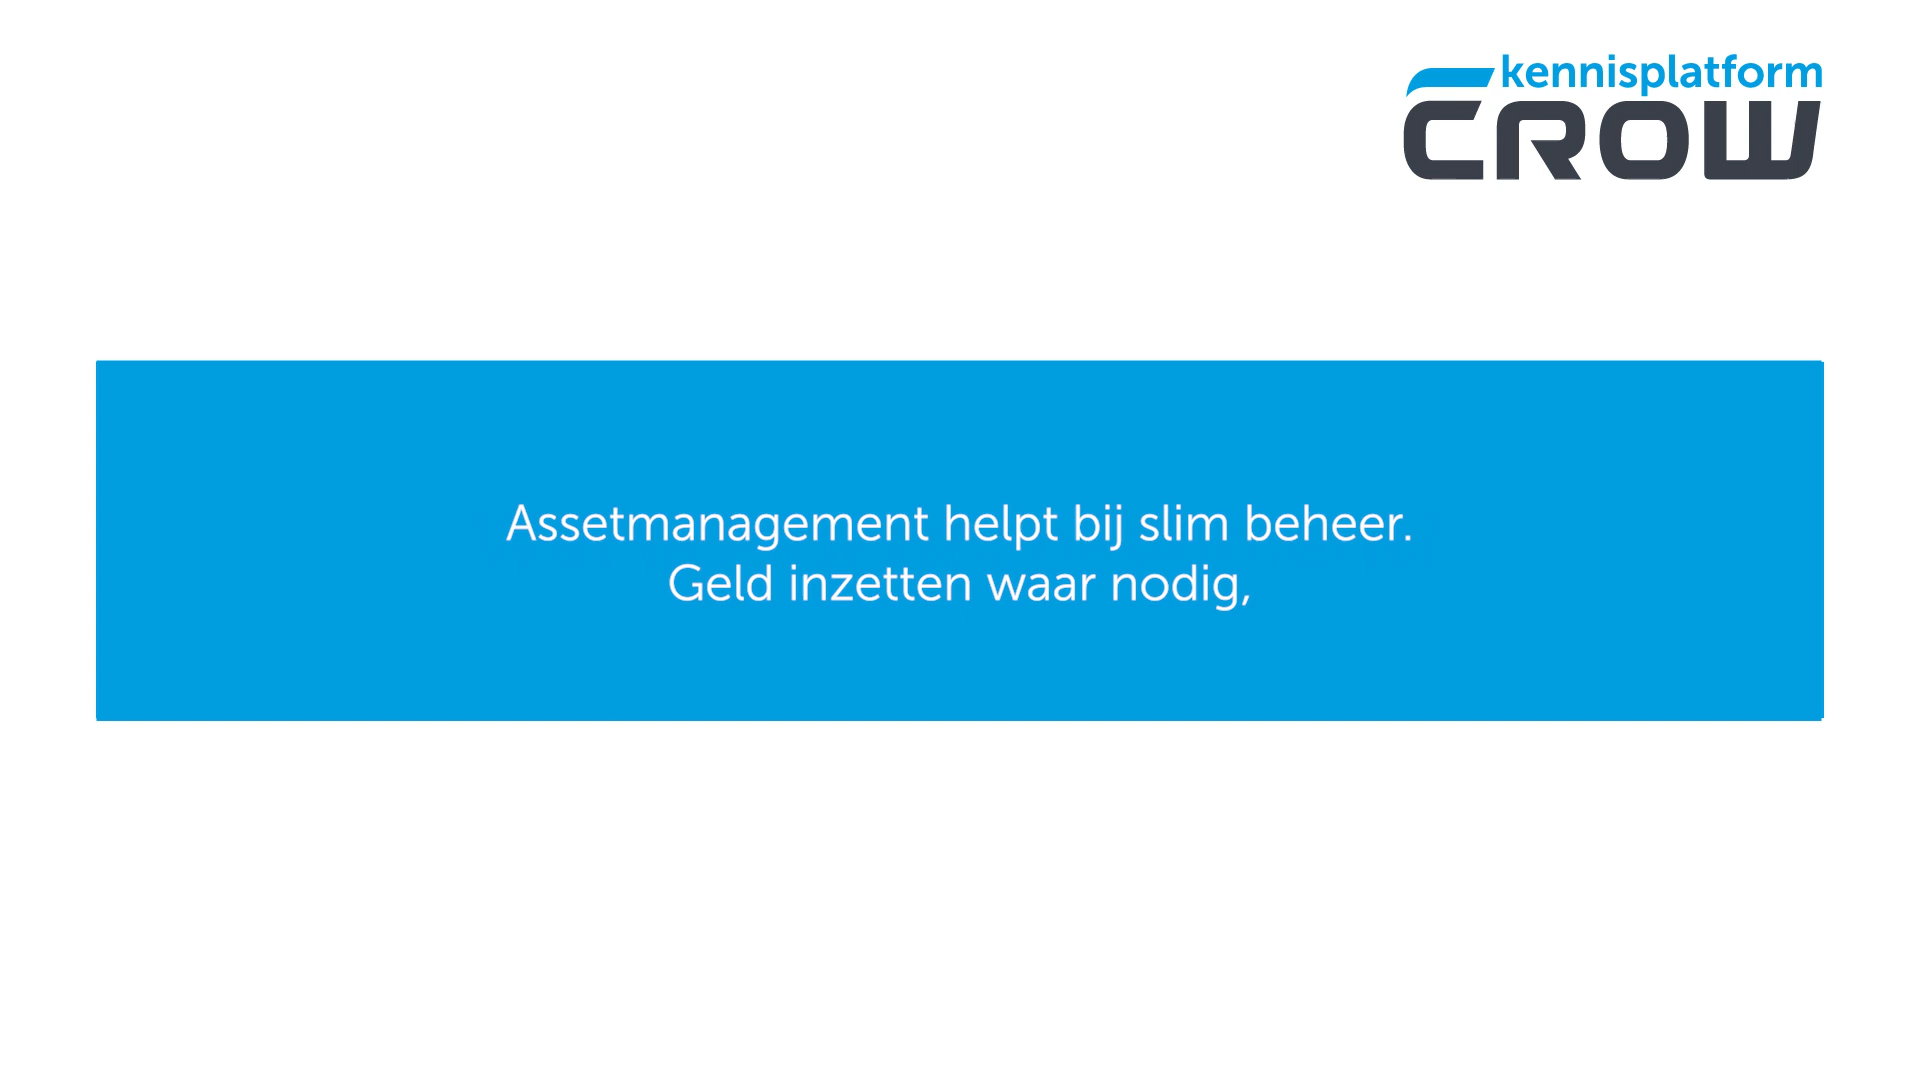 kennisplatform
CROW
Assetmanagement helpt bij slim beheer.
Geld inzetten waar nodig,